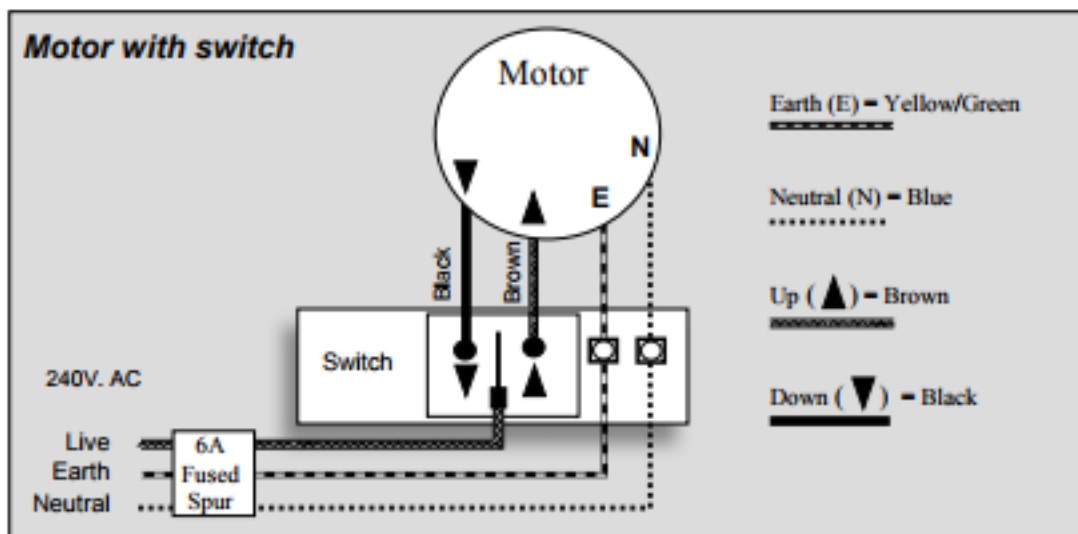 Motor with switch
Motor
N
E
Black
Brown
Switch
240V. AC
Live
Earth
Neutral
6A
Fused
Spur
Earth (E) = Yellow/Green
Neutral (N) = Blue
Up (▲) = Brown
Down (▼) = Black